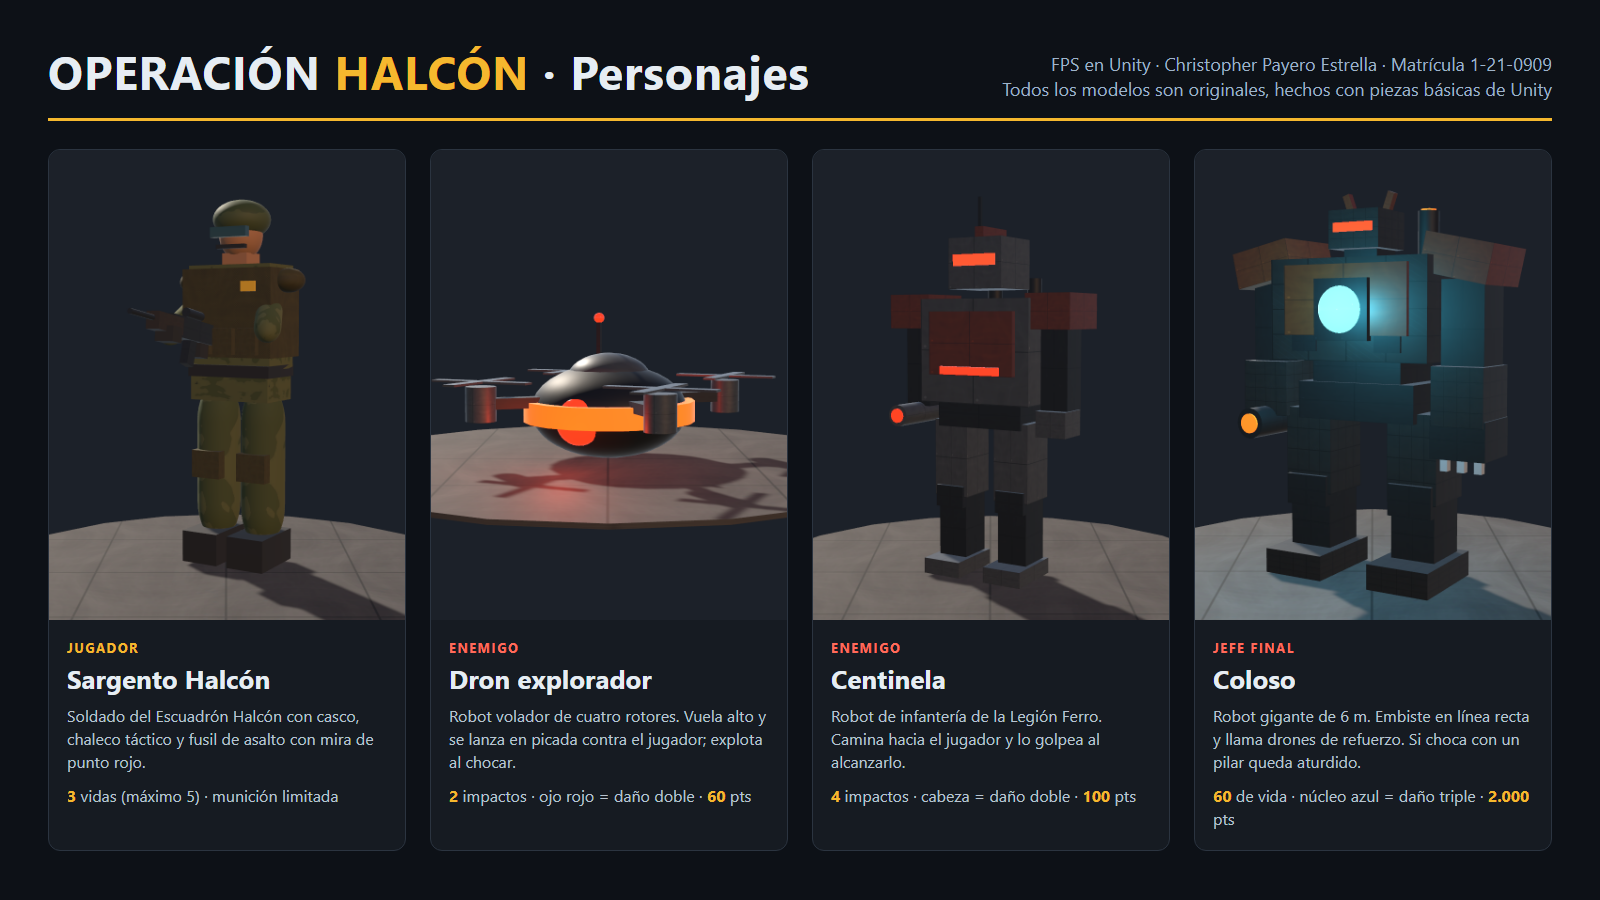 OPERACIÓN HALCÓN · Personajes
FPS en Unity · Christopher Payero Estrella · Matrícula 1-21-0909
Todos los modelos son originales, hechos con piezas básicas de Unity
JUGADOR
Sargento Halcón
Soldado del Escuadrón Halcón con casco,
chaleco táctico y fusil de asalto con mira de
punto rojo.
3 vidas (máximo 5) · munición limitada
ENEMIGO
Dron explorador
Robot volador de cuatro rotores. Vuela alto y
se lanza en picada contra el jugador; explota
al chocar.
2 impactos · ojo rojo = daño doble · 60 pts
ENEMIGO
Centinela
Robot de infantería de la Legión Ferro.
Camina hacia el jugador y lo golpea al
alcanzarlo.
4 impactos · cabeza = daño doble · 100 pts
JEFE FINAL
Coloso
Robot gigante de 6 m. Embiste en línea recta
y llama drones de refuerzo. Si choca con un
pilar queda aturdido.
60 de vida · núcleo azul = daño triple · 2.000
pts